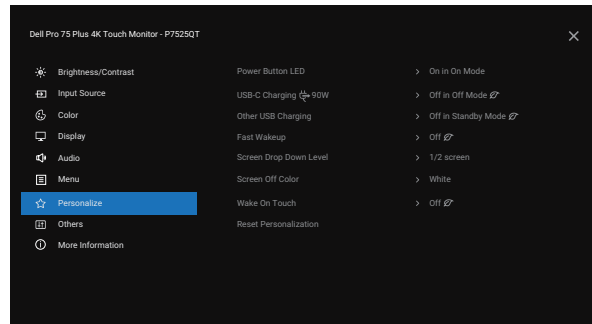 Dell Pro 75 Plus 4K Touch Monitor - P7525QT
Brightness/Contrast
Input Source
Color
Display
Audio
Menu
Personalize
Others
More Information
Power Button LED > On in On Mode
USB-C Charging 90W > Off in Off Mode
Other USB Charging > Off in Standby Mode
Fast Wakeup > Off
Screen Drop Down Level > 1/2 screen
Screen Off Color > White
Wake On Touch > Off
Reset Personalization